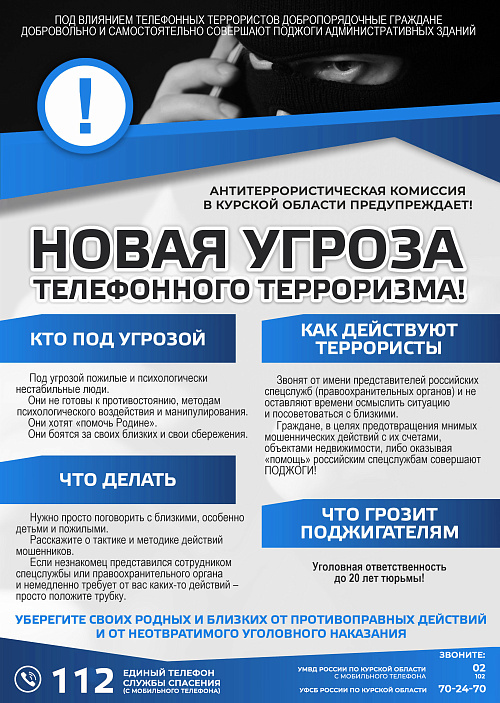 ПОД ВЛИЯНИЕМ ТЕЛЕФОННЫХ ТЕРРОРИСТОВ ДОБРОПОРЯДОЧНЫЕ ГРАЖДАНЕ
ДОБРОВОЛЬНО И САМОСТОЯТЕЛЬНО СОВЕРШАЮТ ПОДЖОГИ АДМИНИСТРАТИВНЫХ ЗДАНИЙ
!
АНТИТЕРРОРИСТИЧЕСКАЯ КОМИССИЯ
В КУРСКОЙ ОБЛАСТИ ПРЕДУПРЕЖДАЕТ!
НОВАЯ УГРОЗА
ТЕЛЕФОННОГО ТЕРРОРИЗМА!
КТО ПОД УГРОЗОЙ
Под угрозой пожилые и психологически
нестабильные люди.
Они не готовы к противостоянию, методам
психологического воздействия и манипулирования.
Они хотят «помочь Родине».
Они боятся за своих близких и свои сбережения.
КАК ДЕЙСТВУЮТ
ТЕРРОРИСТЫ
Звонят от имени представителей российских
спецслужб (правоохранительных органов) и не
оставляют времени осмыслить ситуацию
и посоветоваться с близкими.
Граждане, в целях предотвращения мнимых
мошеннических действий с их счетами,
объектами недвижимости, либо оказывая
«помощь» российским спецслужбам совершают
ПОДЖОГИ!
ЧТО ДЕЛАТЬ
Нужно просто поговорить с близкими, особенно
детьми и пожилыми.
Расскажите о тактике и методике действий
мошенников.
Если незнакомец представился сотрудником
спецслужбы или правоохранительного органа
и немедленно требует от вас каких-то действий –
просто положите трубку.
ЧТО ГРОЗИТ
ПОДЖИГАТЕЛЯМ
Уголовная ответственность
до 20 лет тюрьмы!
УБЕРЕГИТЕ СВОИХ РОДНЫХ И БЛИЗКИХ ОТ ПРОТИВОПРАВНЫХ ДЕЙСТВИЙ
И ОТ НЕОТВРАТИМОГО УГОЛОВНОГО НАКАЗАНИЯ
112 ЕДИНЫЙ ТЕЛЕФОН
СЛУЖБЫ СПАСЕНИЯ
(С МОБИЛЬНОГО ТЕЛЕФОНА)
ЗВОНИТЕ:
УМВД РОССИИ ПО КУРСКОЙ ОБЛАСТИ 02
С МОБИЛЬНОГО ТЕЛЕФОНА 102
УФСБ РОССИИ ПО КУРСКОЙ ОБЛАСТИ 70-24-70